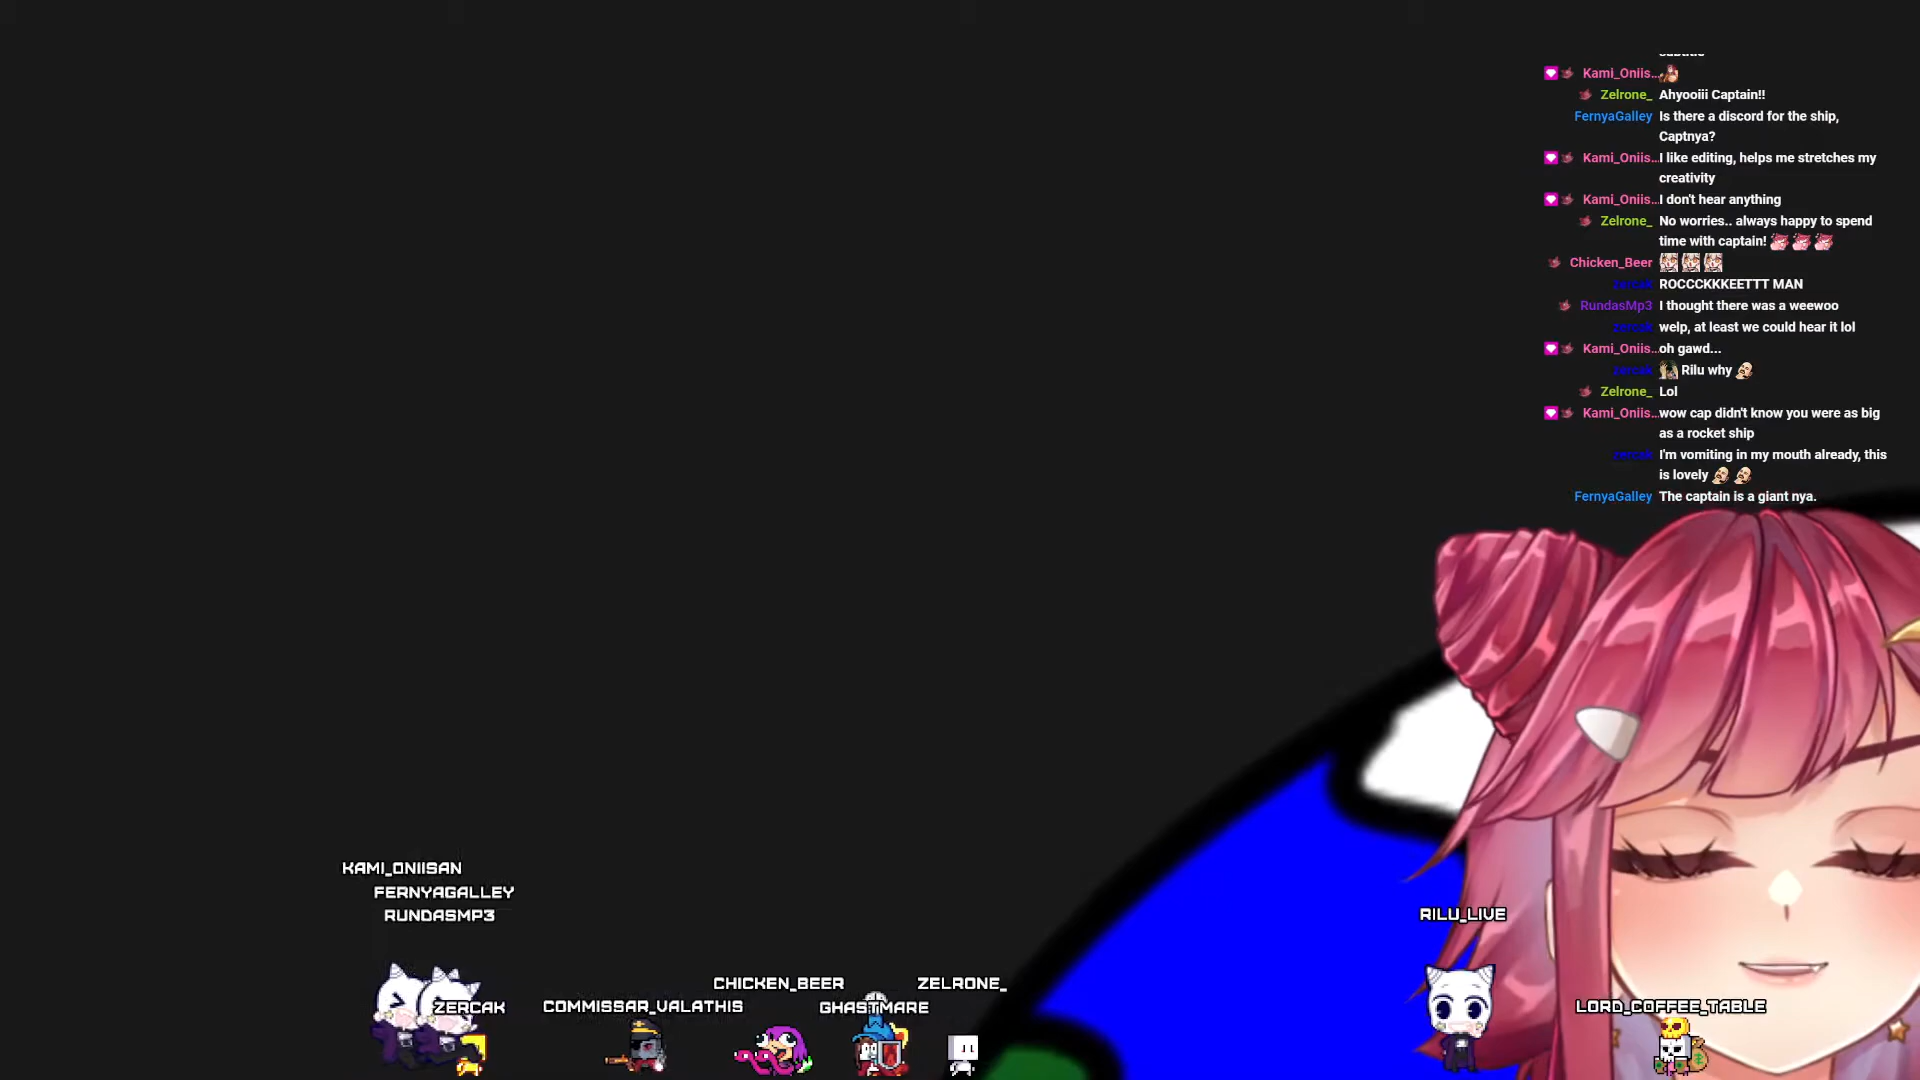 Kami_Oniis...
Zelrone_ Ahyooiii Captain!!
FernyaGalley Is there a discord for the ship,
Captnya?
Kami_Oniis... I like editing, helps me stretches my
creativity
Kami_Oniis... I don't hear anything
Zelrone_ No worries.. always happy to spend
time with captain!
Chicken_Beer
zercak ROCCCKKKEETTT MAN
RundasMp3 I thought there was a weewoo
zercak welp, at least we could hear it lol
Kami_Oniis... oh gawd...
zercak Rilu why
Zelrone_ Lol
Kami_Oniis... wow cap didn't know you were as big
as a rocket ship
zercak I'm vomiting in my mouth already, this
is lovely
FernyaGalley The captain is a giant nya.
KAMI_ONIISAN
FERNYAGALLEY
RUNDASMP3
RILU_LIVE
CHICKEN_BEER
ZELRONE_
ZERCAK
COMMISSAR_VALATHIS
GHASTMARE
LORD_COFFEE_TABLE